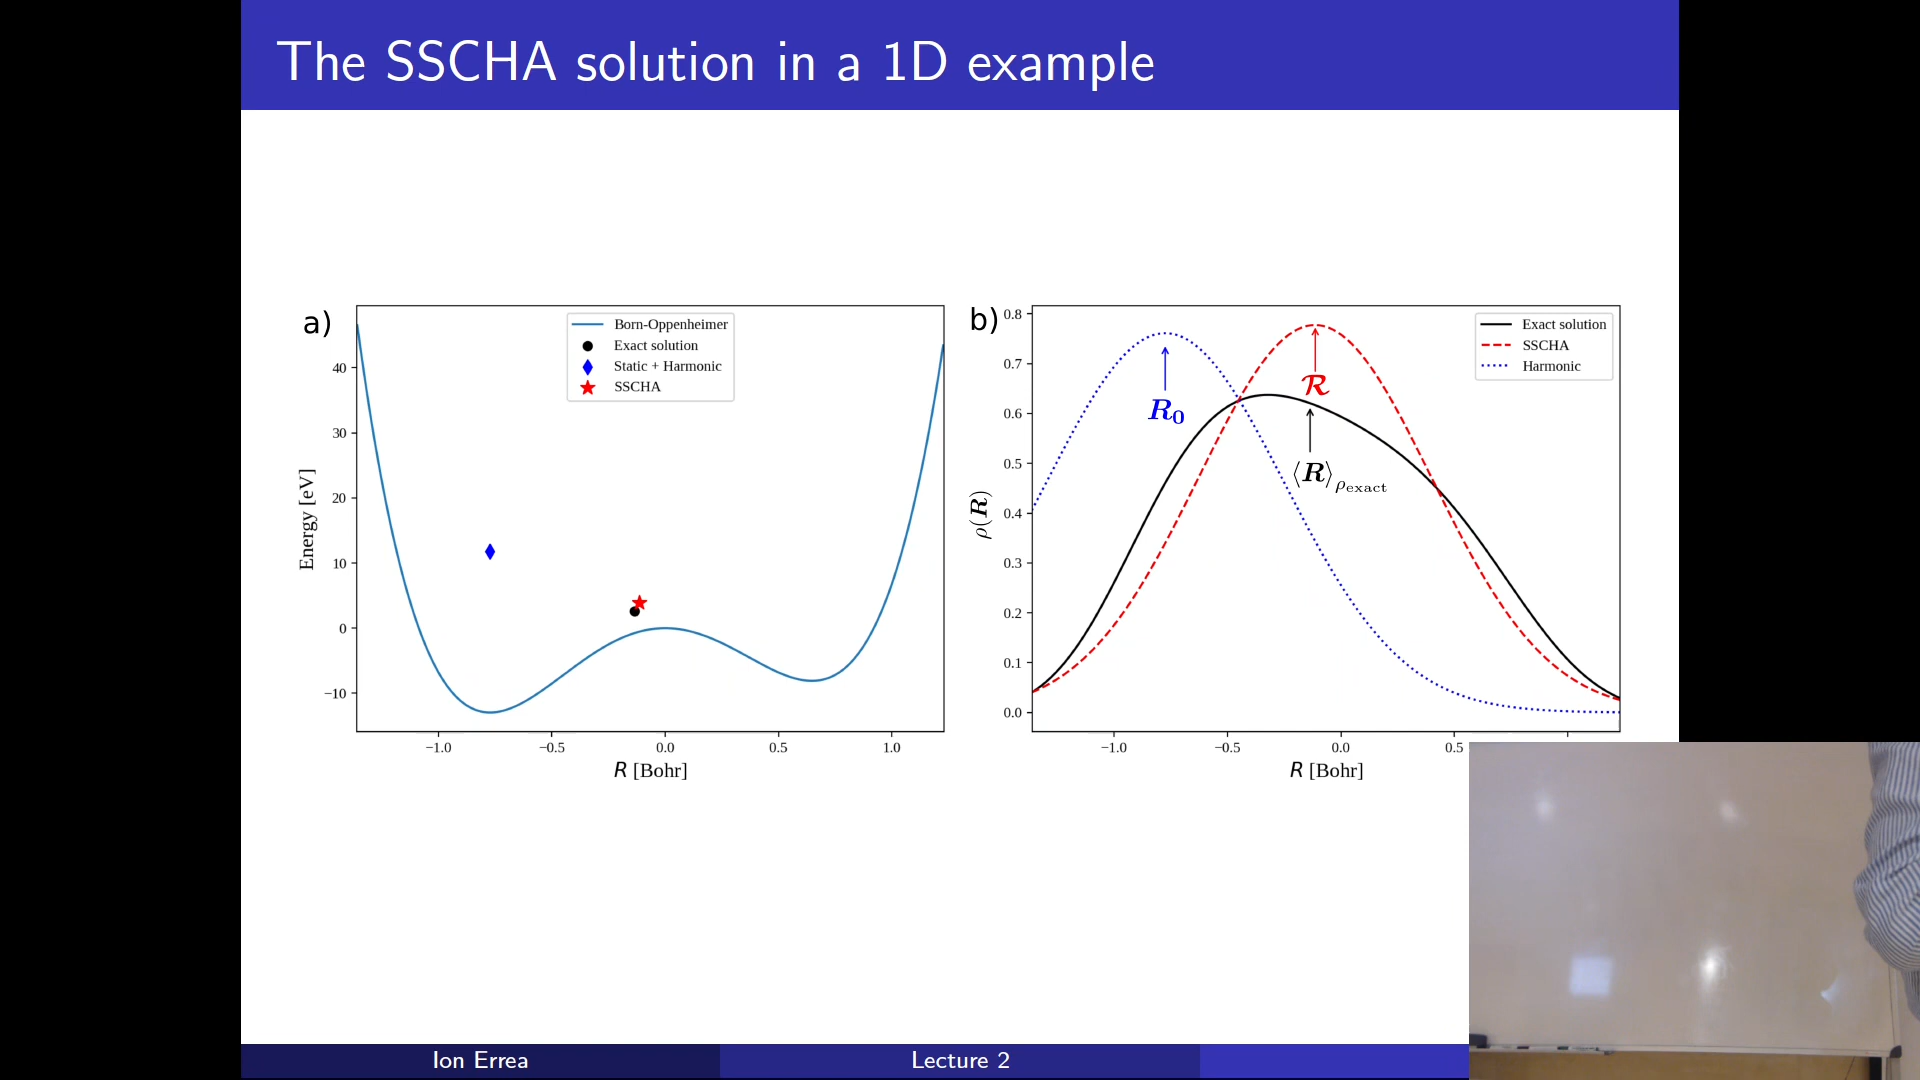 The SSCHA solution in a 1D example
a)
Born-Oppenheimer
Exact solution
Static + Harmonic
SSCHA
40
30
20
10
0
−10
Energy [eV]
−1.0 −0.5 0.0 0.5 1.0
R [Bohr]
b)
Exact solution
SSCHA
Harmonic
0.8
0.7
0.6
0.5
0.4
0.3
0.2
0.1
0.0
ρ(R)
R₀
ℛ
⟨R⟩ρexact
−1.0 −0.5 0.0 0.5
R [Bohr]
Ion Errea
Lecture 2